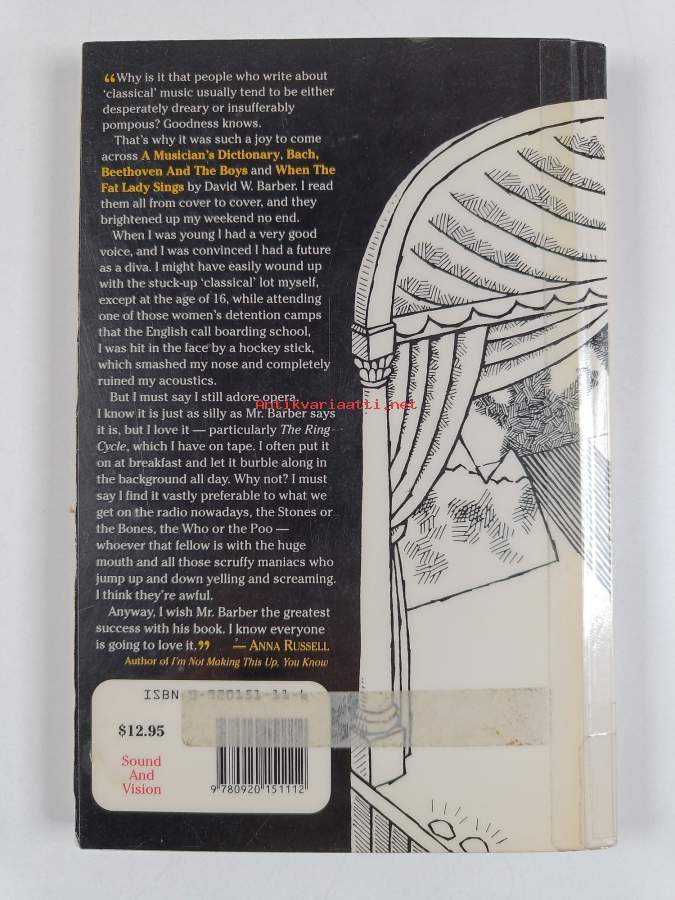 “Why is it that people who write about
‘classical’ music usually tend to be either
desperately dreary or insufferably
pompous? Goodness knows.
That’s why it was such a joy to come
across A Musician’s Dictionary, Bach,
Beethoven And The Boys and When The
Fat Lady Sings by David W. Barber. I read
them all from cover to cover, and they
brightened up my weekend no end.
When I was young I had a very good
voice, and I was convinced I had a future
as a diva. I might have easily wound up
with the stuck-up ‘classical’ lot myself,
except at the age of 16, while attending
one of those women’s detention camps
that the English call boarding school,
I was hit in the face by a hockey stick,
which smashed my nose and completely
ruined my acoustics.
But I must say I still adore opera.
I know it is just as silly as Mr. Barber says
it is, but I love it — particularly The Ring
Cycle, which I have on tape. I often put it
on at breakfast and let it burble along in
the background all day. Why not? I must
say I find it vastly preferable to what we
get on the radio nowadays, the Stones or
the Bones, the Who or the Poo —
whoever that fellow is with the huge
mouth and all those scruffy maniacs who
jump up and down yelling and screaming.
I think they’re awful.
Anyway, I wish Mr. Barber the greatest
success with his book. I know everyone
is going to love it.” — ANNA RUSSELL
Author of I’m Not Making This Up, You Know
Antikvariaatti.net
ISBN 0-920151-11-4
$12.95
Sound
And
Vision
9 780920 151112